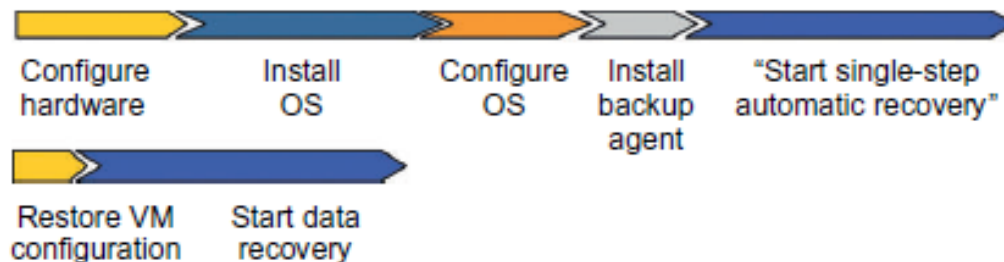 Configure hardware
Install OS
Configure OS
Install backup agent
“Start single-step automatic recovery”
Restore VM configuration
Start data recovery